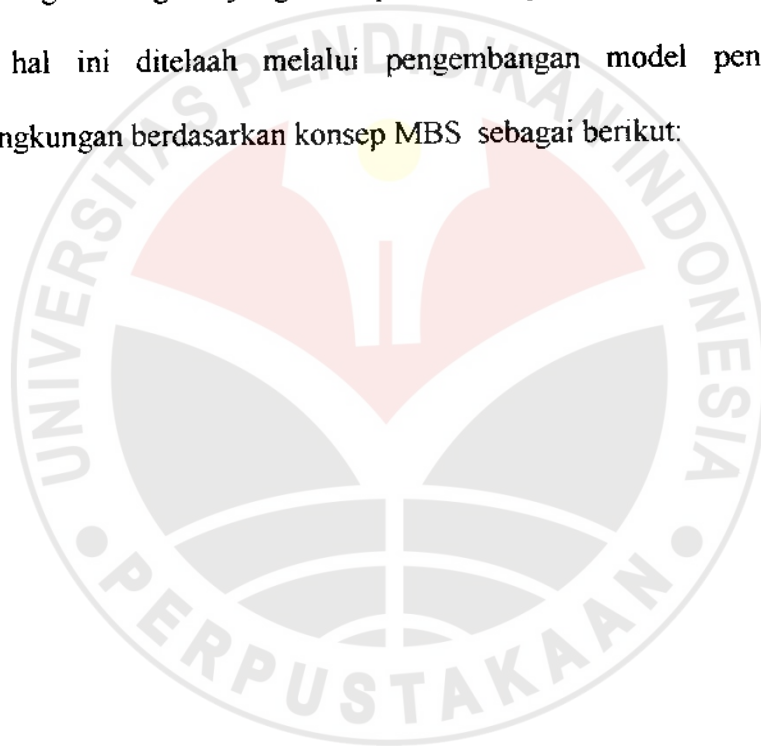 hal ini ditelaah melalui pengembangan model pen
ngkungan berdasarkan konsep MBS sebagai berikut:
UNIVERSITAS PENDIDIKAN INDONESIA
PERPUSTAKAAN